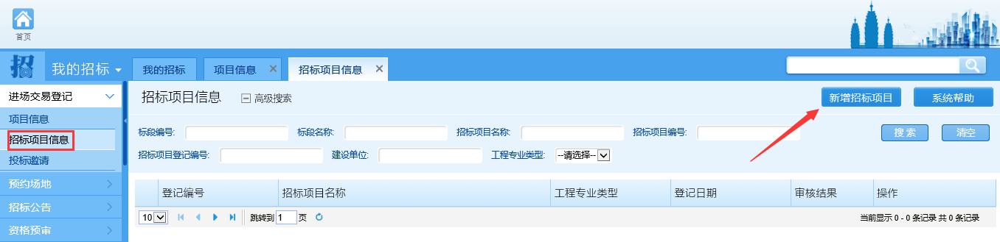 首页
招 我的招标 我的招标 项目信息 招标项目信息
进场交易登记
项目信息
招标项目信息
投标邀请
预约场地
招标公告
资格预审
招标项目信息 高级搜索 新增招标项目 系统帮助
标段编号: 标段名称: 招标项目名称: 招标项目编号: 搜索 清空
招标项目登记编号: 建设单位: 工程专业类型: --请选择--
登记编号 招标项目名称 工程专业类型 登记日期 审核结果 操作
10 跳转到 1 页 当前显示 0 - 0 条记录 共 0 条记录